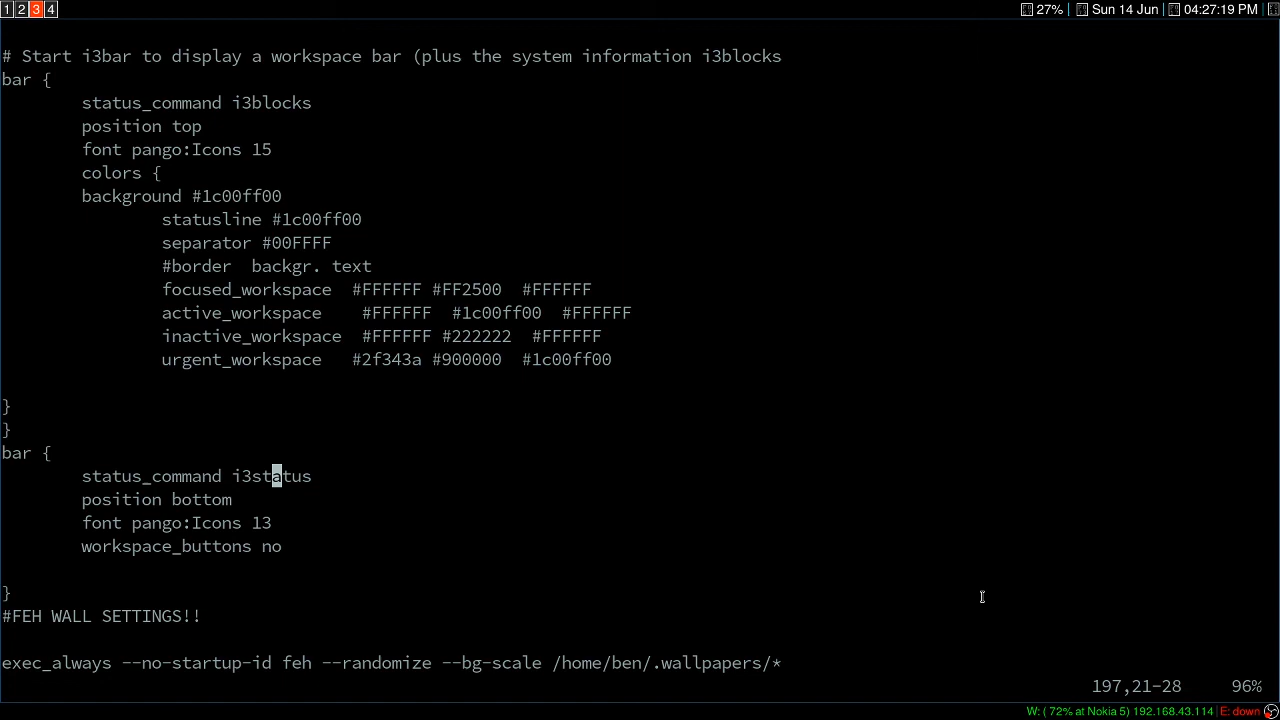 1 2 3 4 27% | Sun 14 Jun | 04:27:19 PM |
# Start i3bar to display a workspace bar (plus the system information i3blocks
bar {
status_command i3blocks
position top
font pango:Icons 15
colors {
background #1c00ff00
statusline #1c00ff00
separator #00FFFF
#border  backgr. text
focused_workspace  #FFFFFF #FF2500  #FFFFFF
active_workspace    #FFFFFF  #1c00ff00  #FFFFFF
inactive_workspace  #FFFFFF #222222  #FFFFFF
urgent_workspace   #2f343a #900000  #1c00ff00
}
}
bar {
status_command i3status
position bottom
font pango:Icons 13
workspace_buttons no
}
#FEH WALL SETTINGS!!
exec_always --no-startup-id feh --randomize --bg-scale /home/ben/.wallpapers/*
197,21-28 96%
W: ( 72% at Nokia 5) 192.168.43.114 | E: down